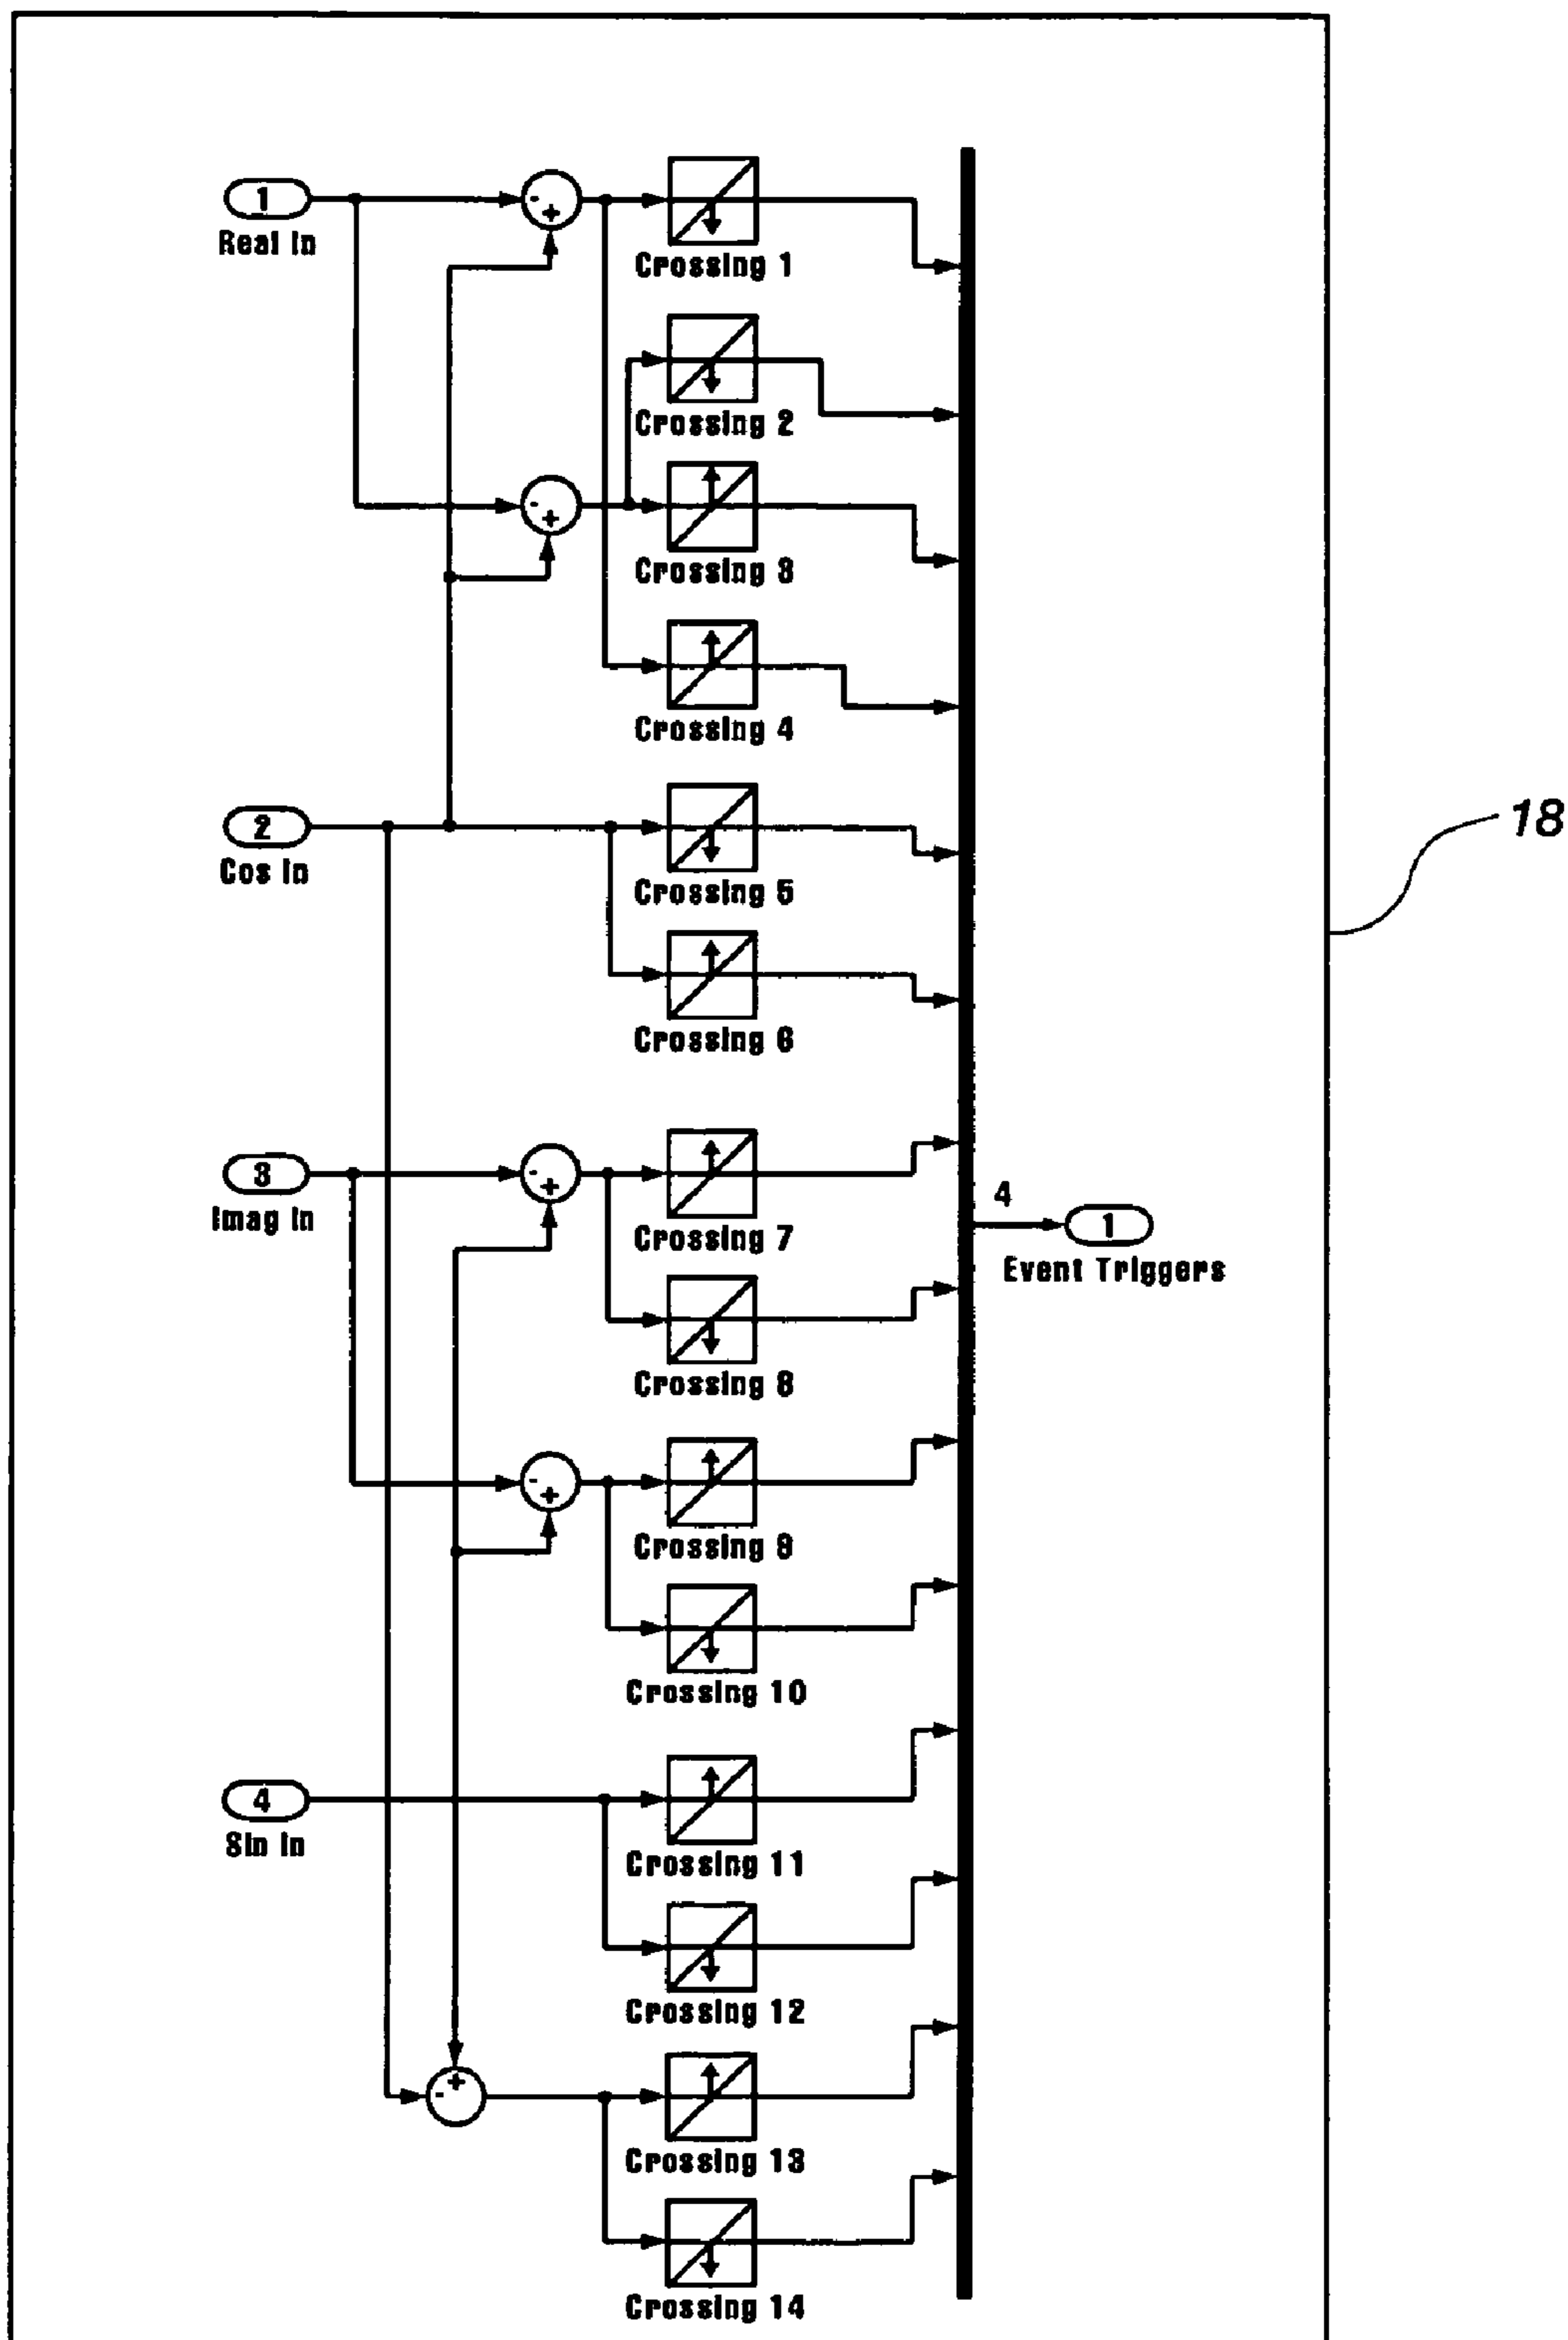 1
Real In
-
+
Crossing 1
Crossing 2
-
+
Crossing 3
Crossing 4
2
Cos In
Crossing 5
18
Crossing 6
3
Imag In
-
+
Crossing 7
4
1
Event Triggers
Crossing 8
-
+
Crossing 9
Crossing 10
4
Sin In
Crossing 11
Crossing 12
+
-
Crossing 13
Crossing 14